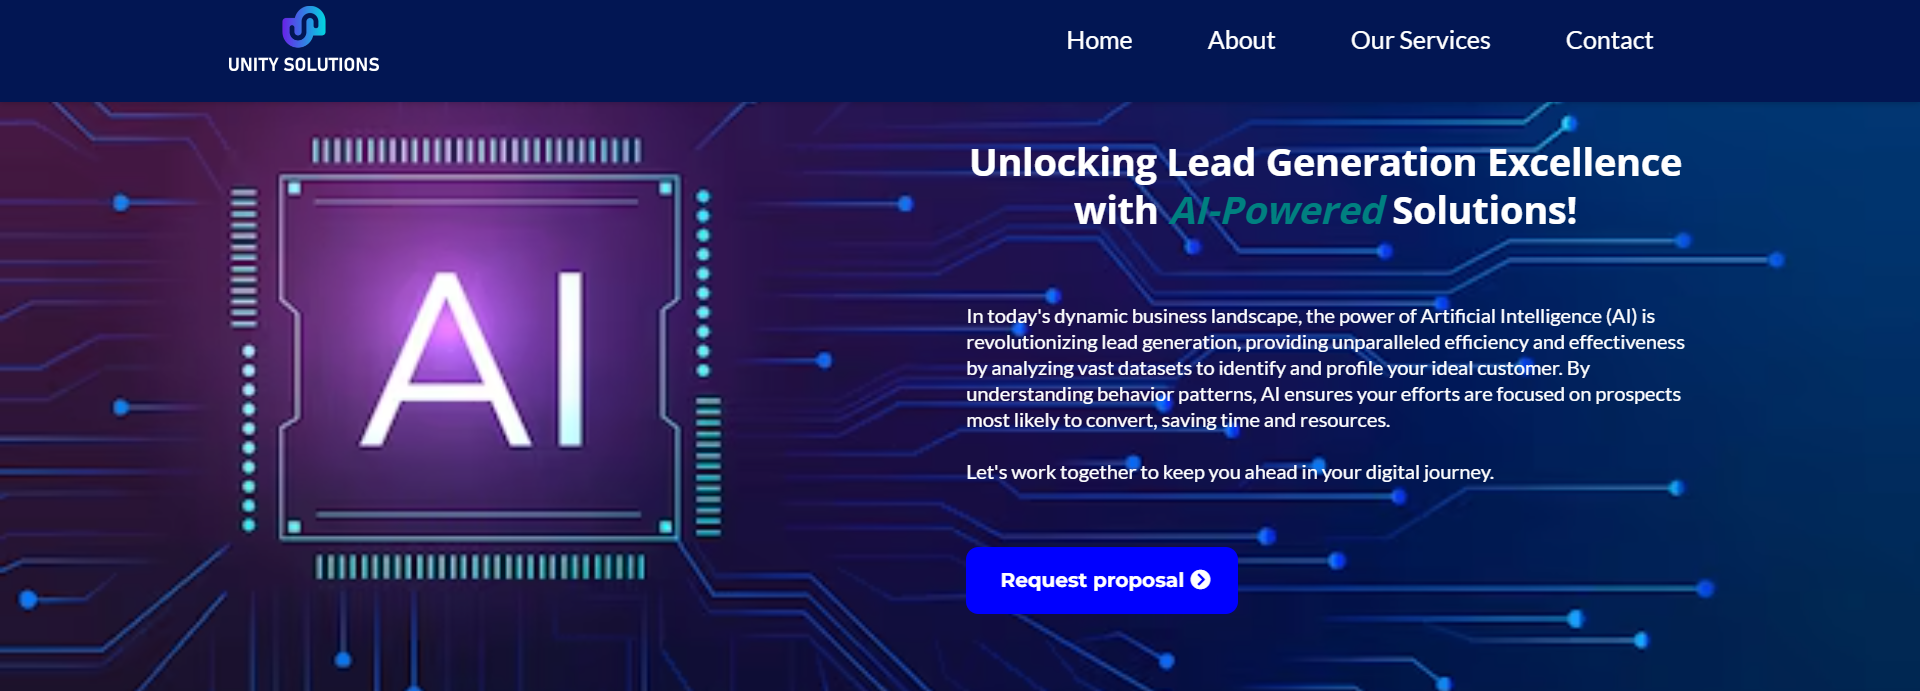 UNITY SOLUTIONS
Home About Our Services Contact
AI
Unlocking Lead Generation Excellence
with AI-Powered Solutions!
In today's dynamic business landscape, the power of Artificial Intelligence (AI) is
revolutionizing lead generation, providing unparalleled efficiency and effectiveness
by analyzing vast datasets to identify and profile your ideal customer. By
understanding behavior patterns, AI ensures your efforts are focused on prospects
most likely to convert, saving time and resources.
Let's work together to keep you ahead in your digital journey.
Request proposal